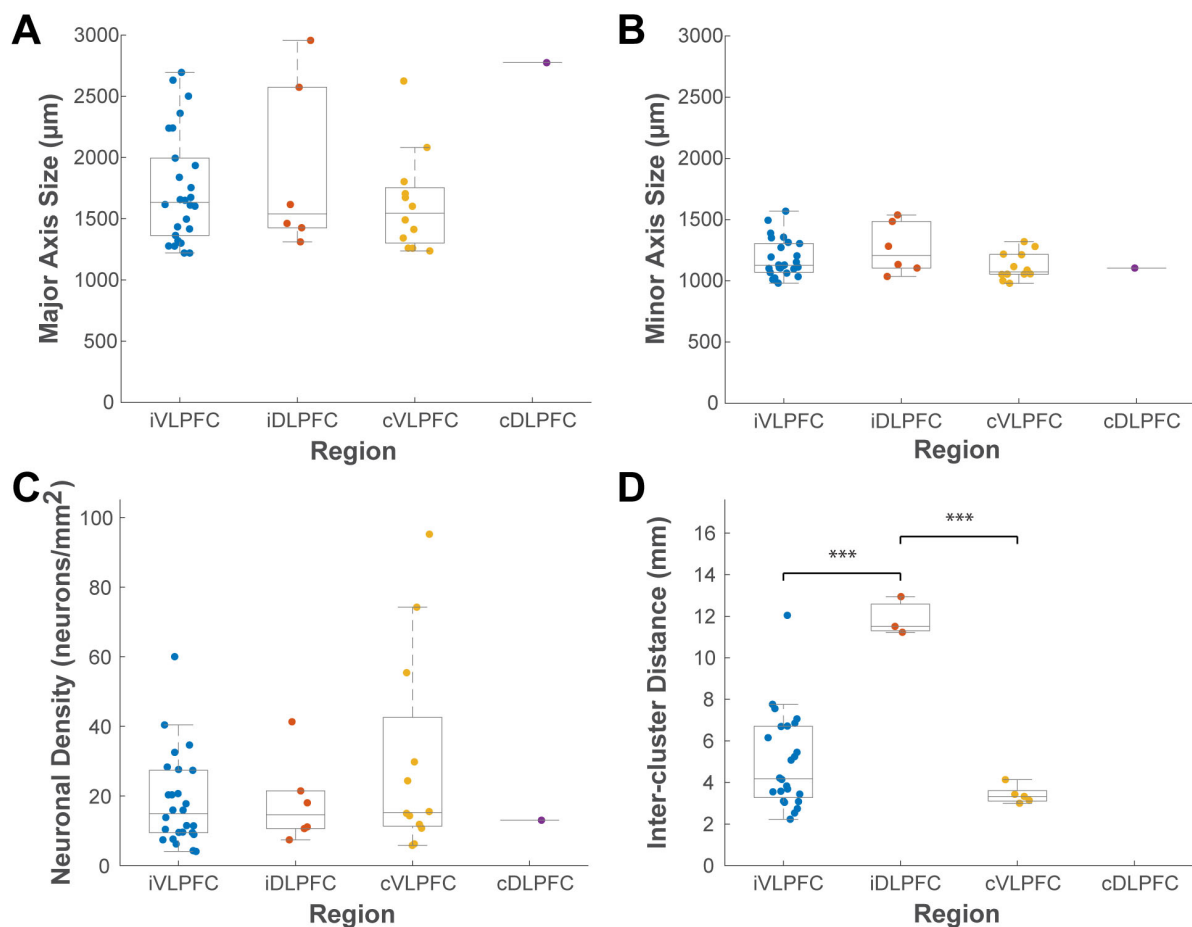 A
Major Axis Size (µm)
3000
2500
2000
1500
1000
500
0
iVLPFC iDLPFC cVLPFC cDLPFC
Region
B
Minor Axis Size (µm)
3000
2500
2000
1500
1000
500
0
iVLPFC iDLPFC cVLPFC cDLPFC
Region
C
Neuronal Density (neurons/mm²)
100
80
60
40
20
0
iVLPFC iDLPFC cVLPFC cDLPFC
Region
D
Inter-cluster Distance (mm)
16
14
12
10
8
6
4
2
0
***
***
iVLPFC iDLPFC cVLPFC cDLPFC
Region